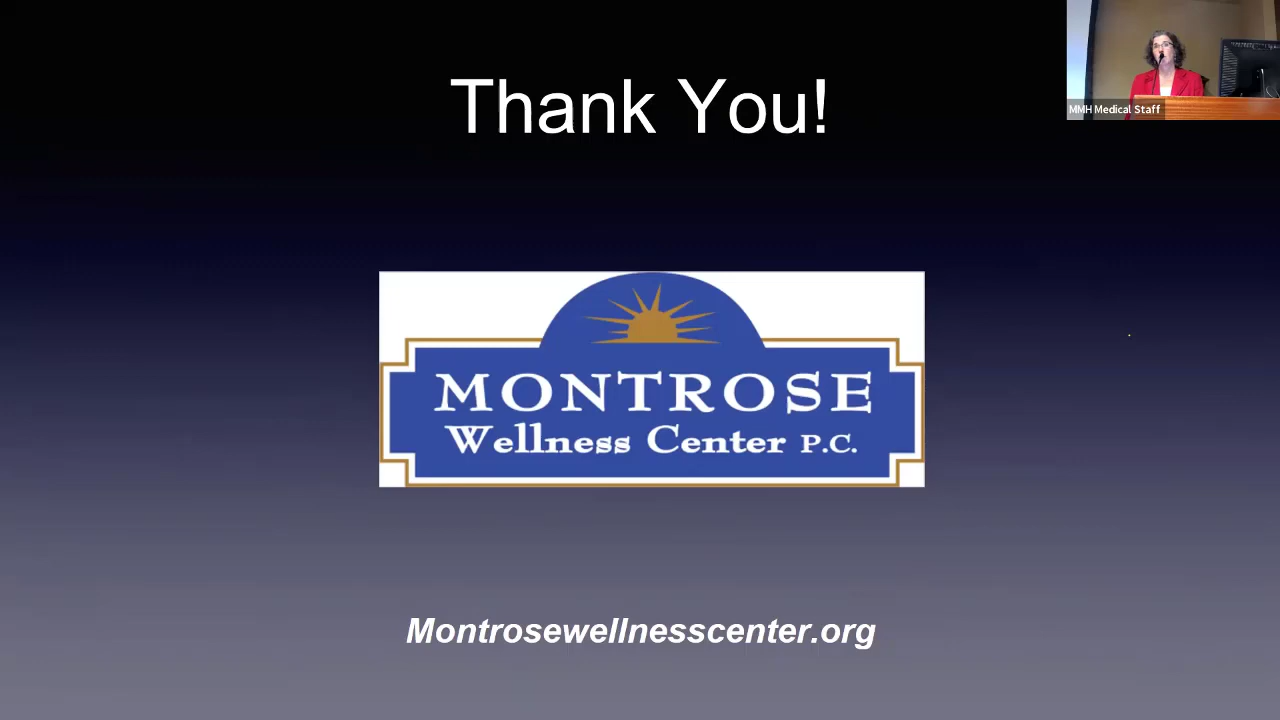 Thank You!
MMH Medical Staff
MONTROSE
Wellness Center P.C.
Montrosewellnesscenter.org